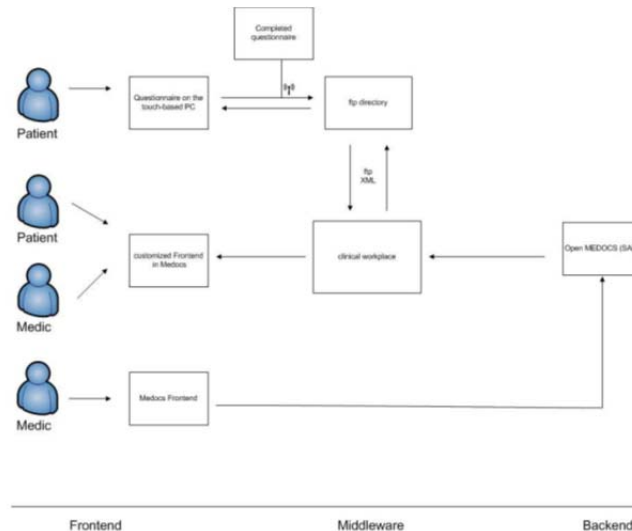 Completed
questionnaire
Patient
Questionnaire on the
touch-based PC
ftp directory
ftp
XML
Patient
customized Frontend
in Medocs
clinical workplace
Open MEDOCS (SA
Medic
Medic
Medocs Frontend
Frontend
Middleware
Backend